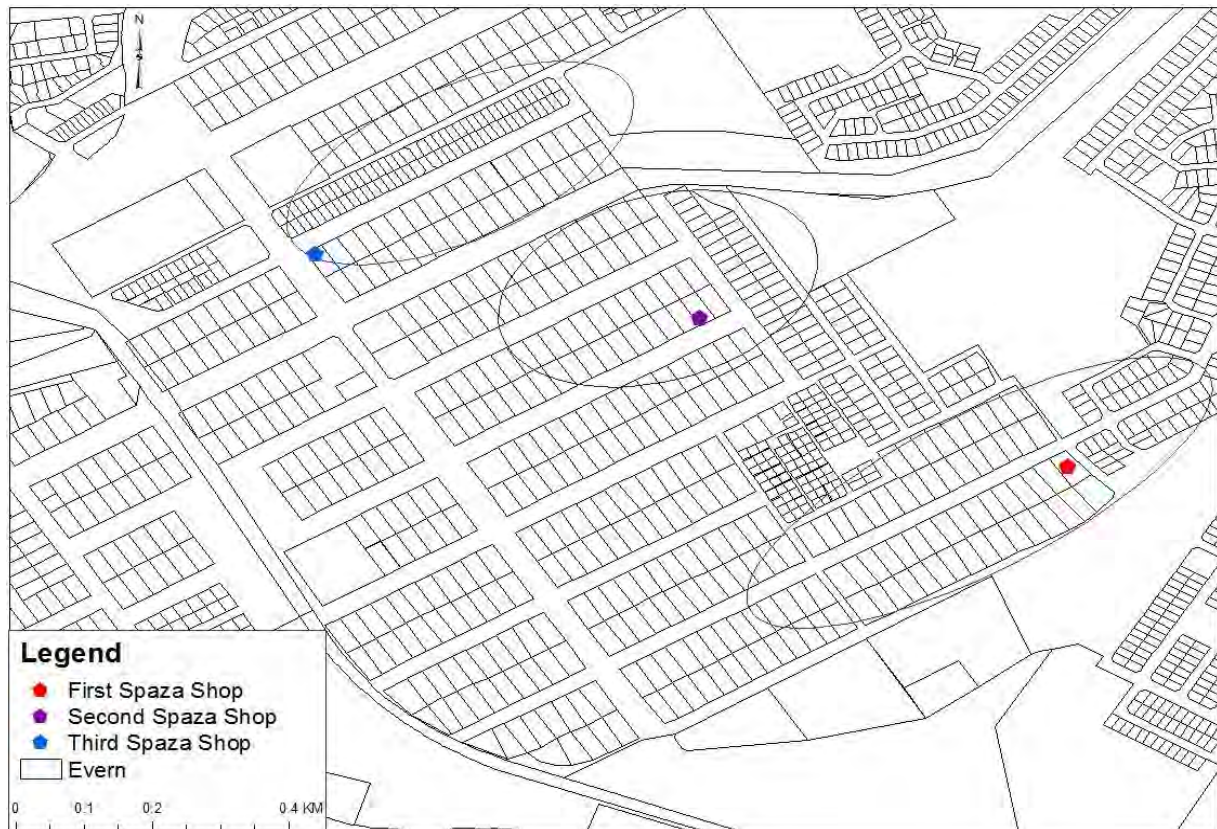 N
Legend
First Spaza Shop
Second Spaza Shop
Third Spaza Shop
Evern
0 0.1 0.2 0.4 KM